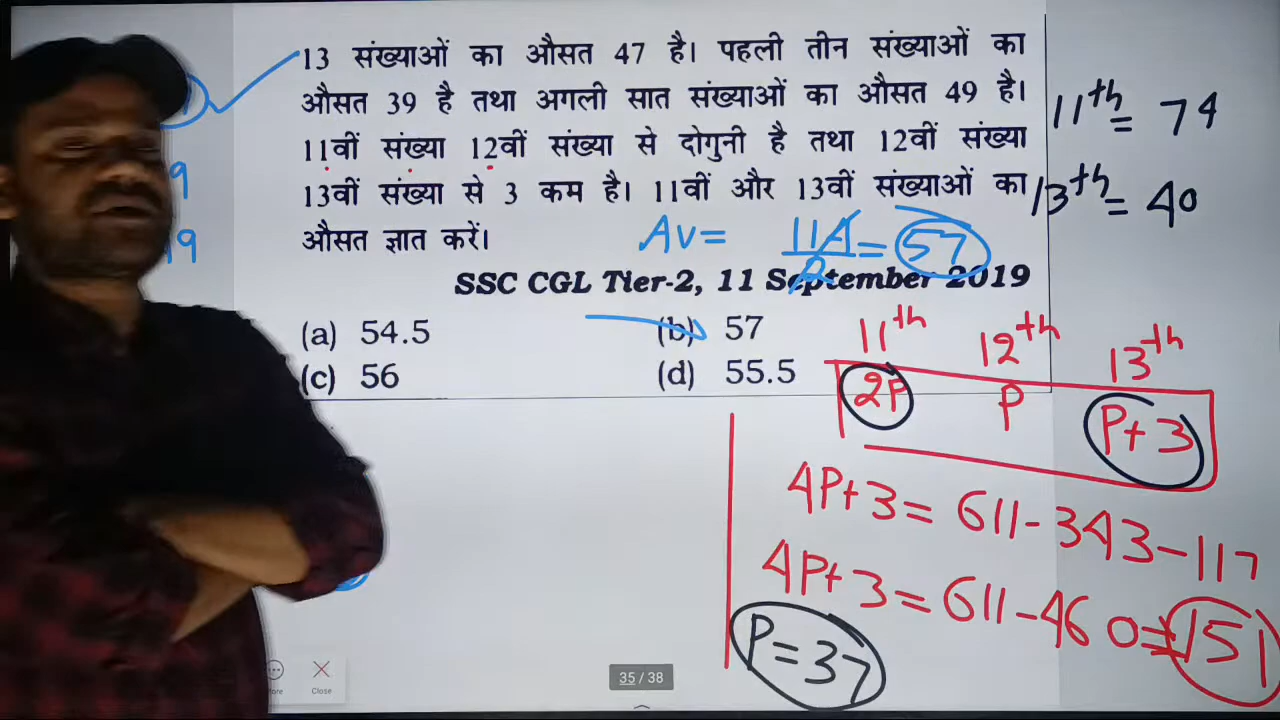 13 संख्याओं का औसत 47 है। पहली तीन संख्याओं का
औसत 39 है तथा अगली सात संख्याओं का औसत 49 है।
11वीं संख्या 12वीं संख्या से दोगुनी है तथा 12वीं संख्या
13वीं संख्या से 3 कम है। 11वीं और 13वीं संख्याओं का
औसत ज्ञात करें।
SSC CGL Tier-2, 11 September 2019
(a) 54.5
(b) 57
(c) 56
(d) 55.5
11th = 74
13th = 40
Av = 114/2 = 57
11th 12th 13th
2P P P+3
4P+3 = 611-343-117
4P+3 = 611-460 = 151
P = 37
9
19
35 / 38
Close